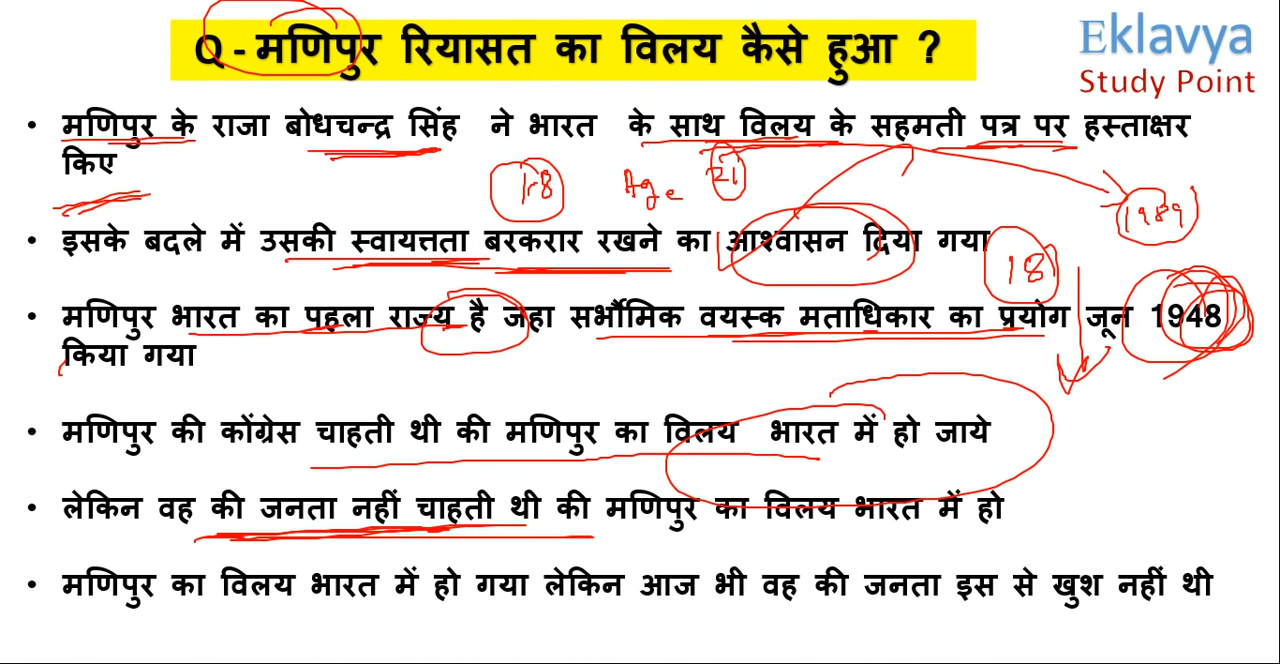 Q - मणिपुर रियासत का विलय कैसे हुआ ?
Eklavya
Study Point
• मणिपुर के राजा बोधचन्द्र सिंह ने भारत के साथ विलय के सहमती पत्र पर हस्ताक्षर
किए
18 Age 21
1989
• इसके बदले में उसकी स्वायत्तता बरकरार रखने का आश्वासन दिया गया
18
• मणिपुर भारत का पहला राज्य है जहा सर्भौमिक वयस्क मताधिकार का प्रयोग जून 1948
किया गया
• मणिपुर की कोंग्रेस चाहती थी की मणिपुर का विलय भारत में हो जाये
• लेकिन वह की जनता नहीं चाहती थी की मणिपुर का विलय भारत में हो
• मणिपुर का विलय भारत में हो गया लेकिन आज भी वह की जनता इस से खुश नहीं थी